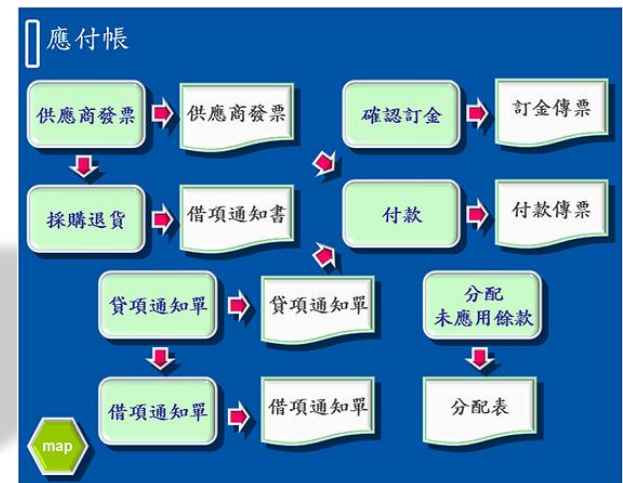 應付帳
供應商發票
供應商發票
確認訂金
訂金傳票
採購退貨
借項通知書
付款
付款傳票
貸項通知單
貸項通知單
分配
未應用餘款
借項通知單
借項通知單
分配表
map